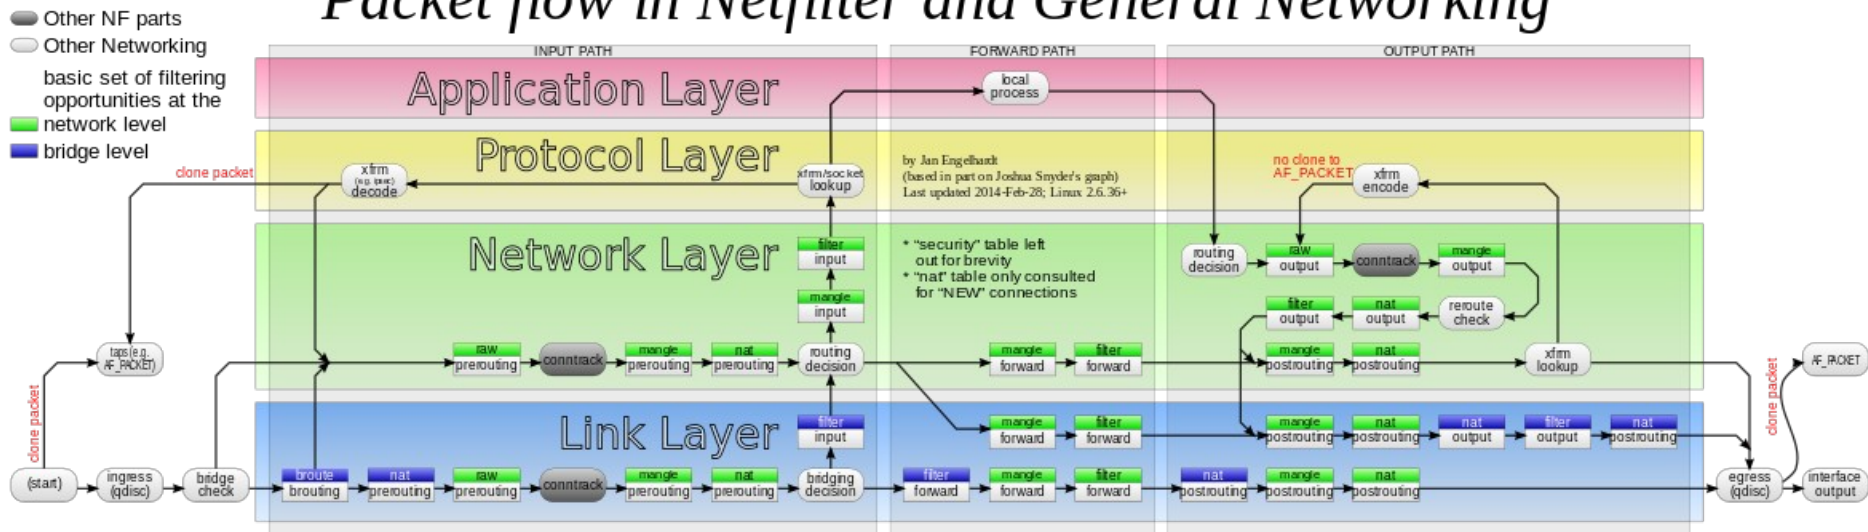 Packet flow in Netfilter and General Networking
Other NF parts
Other Networking
basic set of filtering
opportunities at the
network level
bridge level
INPUT PATH
FORWARD PATH
OUTPUT PATH
Application Layer
local
process
Protocol Layer
clone packet
xfrm
(e.g. ipsec)
decode
xfrm/socket
lookup
by Jan Engelhardt
(based in part on Joshua Snyder's graph)
Last updated 2014-Feb-28; Linux 2.6.36+
no clone to
AF_PACKET
xfrm
encode
Network Layer
filter
input
mangle
input
* "security" table left
out for brevity
* "nat" table only consulted
for "NEW" connections
routing
decision
raw
output
conntrack
mangle
output
filter
output
nat
output
reroute
check
taps (e.g.
AF_PACKET)
raw
prerouting
conntrack
mangle
prerouting
nat
prerouting
routing
decision
mangle
forward
filter
forward
mangle
postrouting
nat
postrouting
xfrm
lookup
clone packet
AF_PACKET
Link Layer
filter
input
mangle
forward
filter
forward
mangle
postrouting
nat
postrouting
nat
output
filter
output
nat
postrouting
clone packet
(start)
ingress
(qdisc)
bridge
check
broute
brouting
nat
prerouting
raw
prerouting
conntrack
mangle
prerouting
nat
prerouting
bridging
decision
filter
forward
mangle
forward
filter
forward
nat
postrouting
mangle
postrouting
nat
postrouting
egress
(qdisc)
interface
output